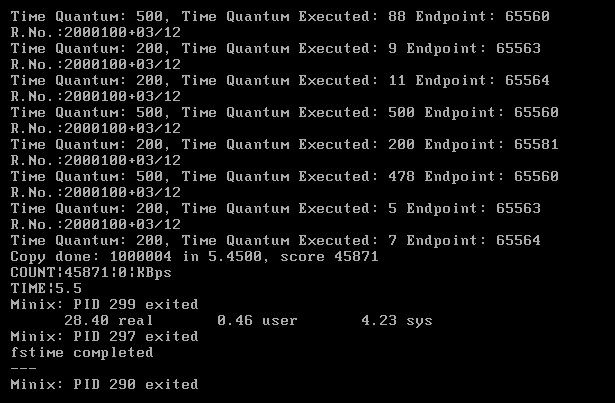 Time Quantum: 500, Time Quantum Executed: 88 Endpoint: 65560
R.No.:2000100+03/12
Time Quantum: 200, Time Quantum Executed: 9 Endpoint: 65563
R.No.:2000100+03/12
Time Quantum: 200, Time Quantum Executed: 11 Endpoint: 65564
R.No.:2000100+03/12
Time Quantum: 500, Time Quantum Executed: 500 Endpoint: 65560
R.No.:2000100+03/12
Time Quantum: 200, Time Quantum Executed: 200 Endpoint: 65581
R.No.:2000100+03/12
Time Quantum: 500, Time Quantum Executed: 478 Endpoint: 65560
R.No.:2000100+03/12
Time Quantum: 200, Time Quantum Executed: 5 Endpoint: 65563
R.No.:2000100+03/12
Time Quantum: 200, Time Quantum Executed: 7 Endpoint: 65564
Copy done: 1000004 in 5.4500, score 45871
COUNT|45871|0|KBps
TIME|5.5
Minix: PID 299 exited
28.40 real 0.46 user 4.23 sys
Minix: PID 297 exited
fstime completed
---
Minix: PID 290 exited